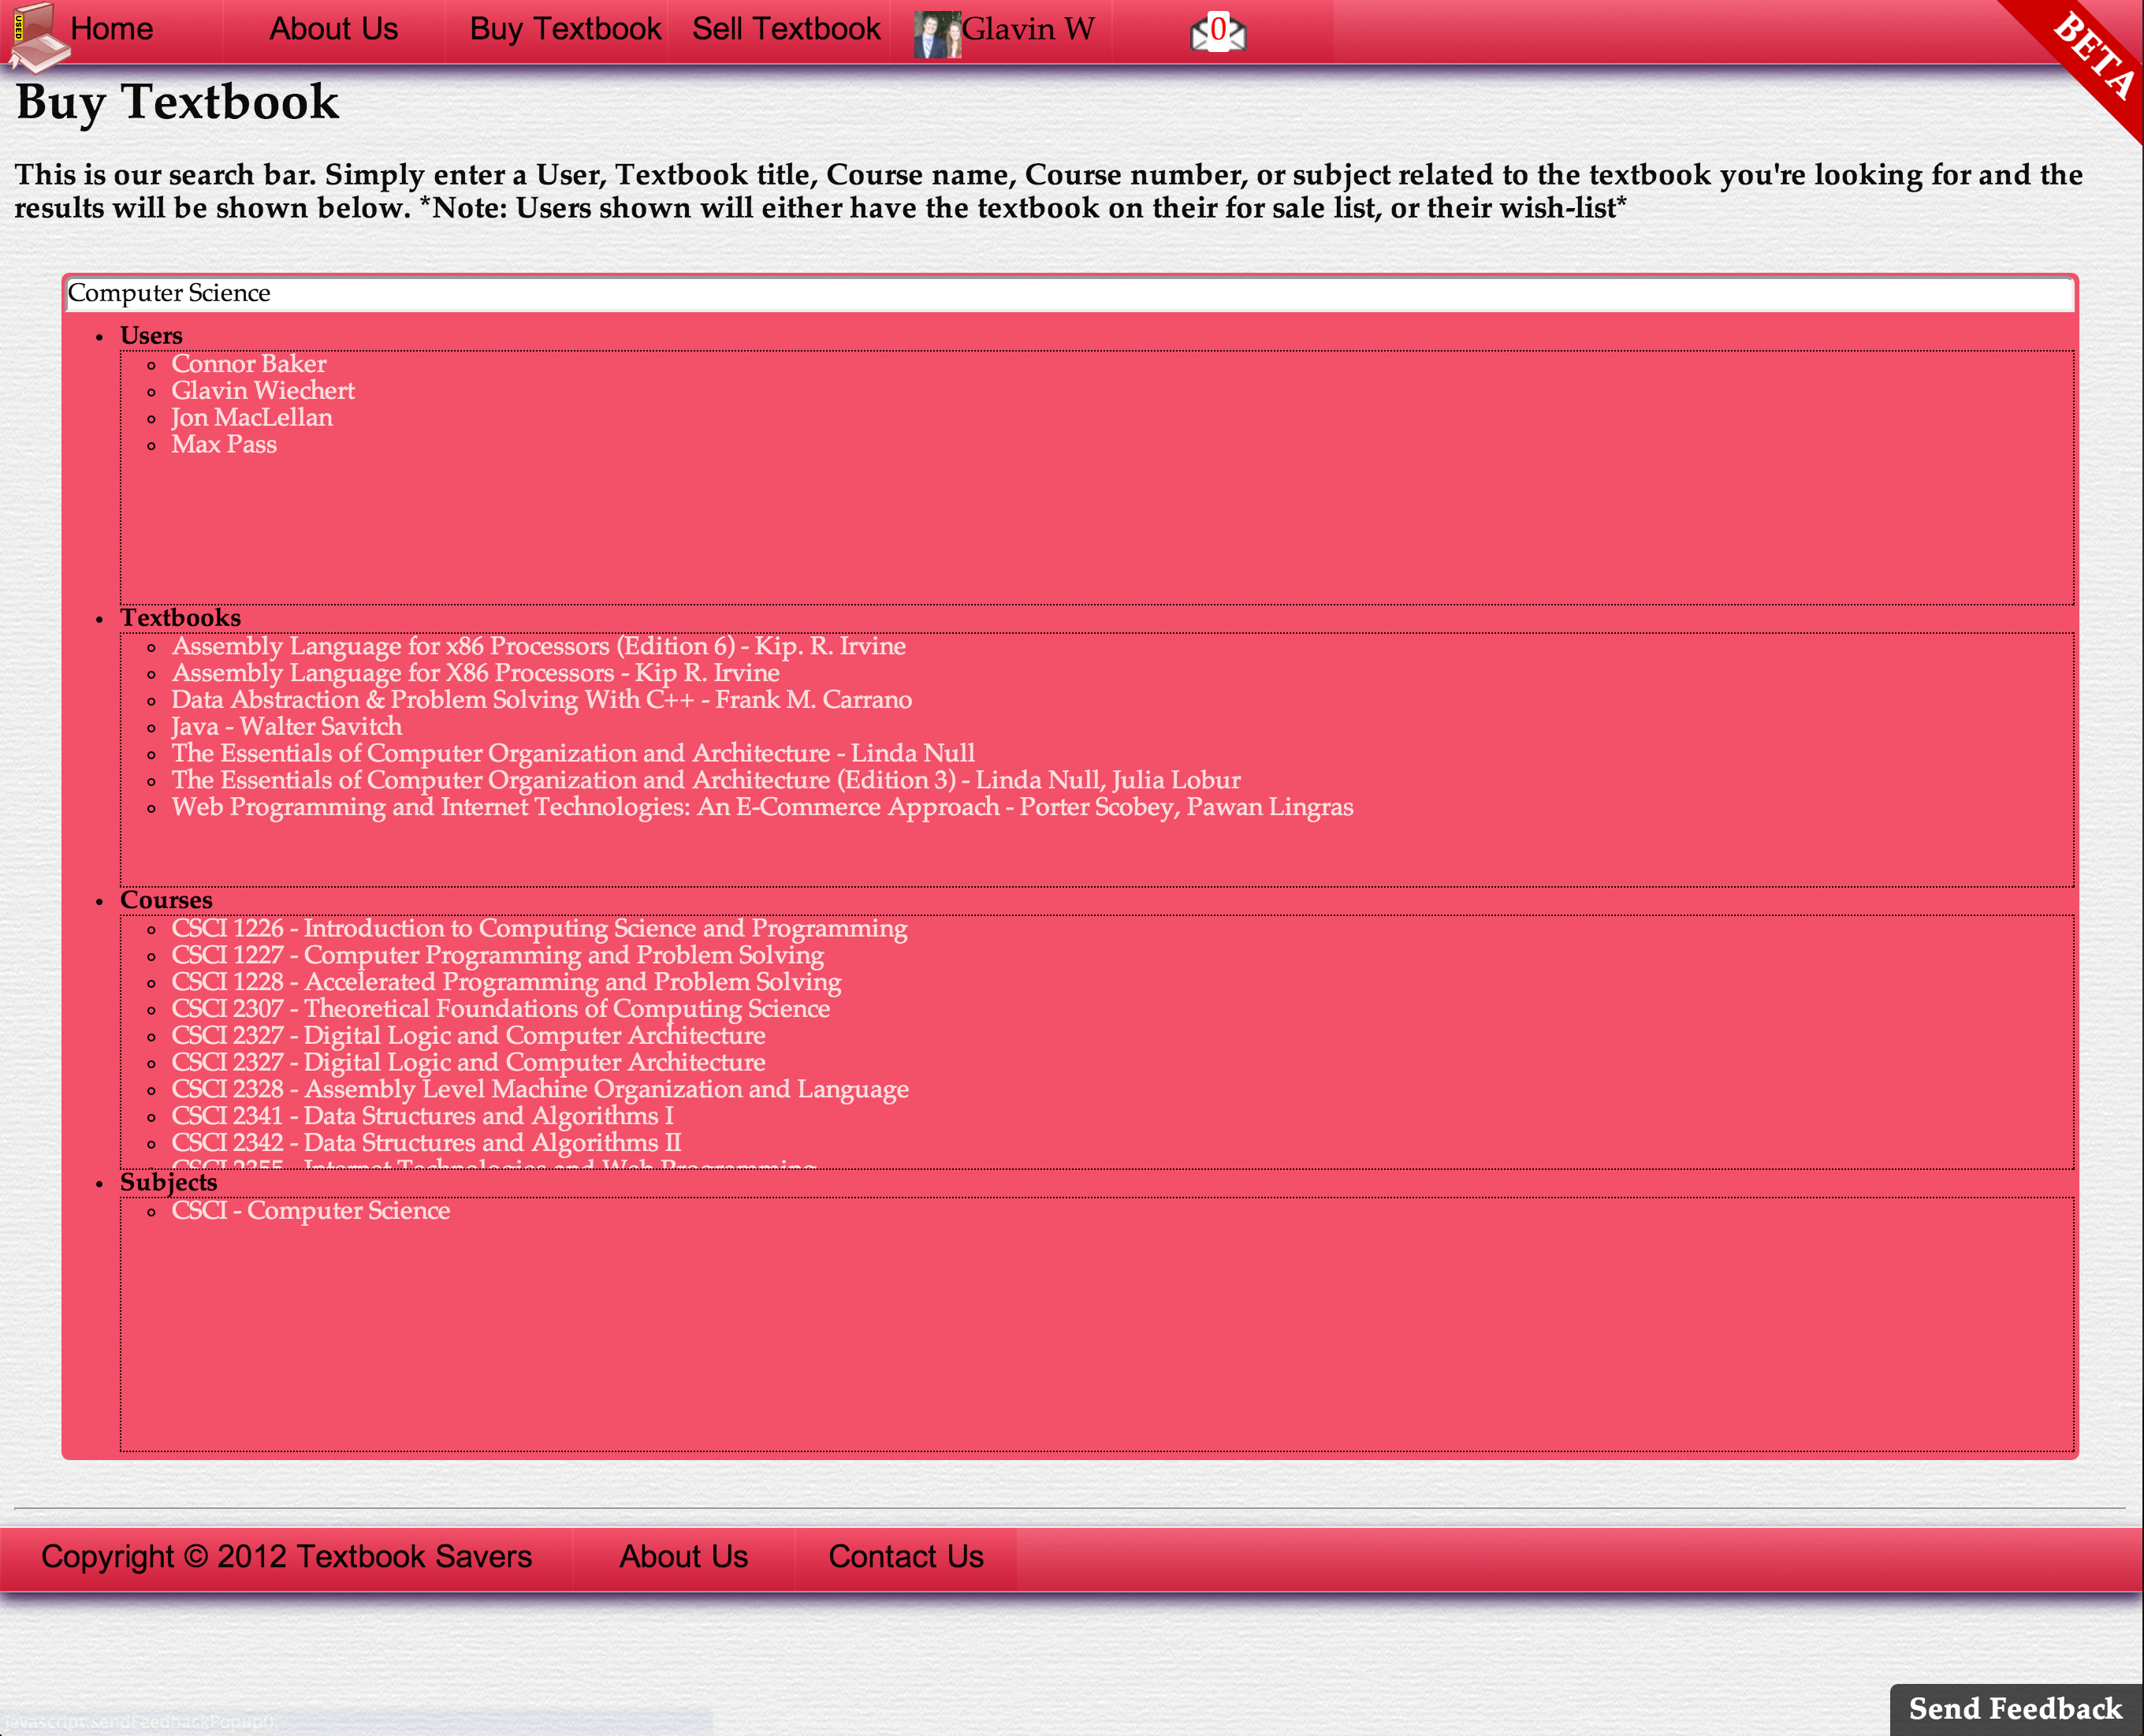 USED
Home
About Us
Buy Textbook
Sell Textbook
Glavin W
0
BETA
Buy Textbook
This is our search bar. Simply enter a User, Textbook title, Course name, Course number, or subject related to the textbook you're looking for and the
results will be shown below. *Note: Users shown will either have the textbook on their for sale list, or their wish-list*
Computer Science
Users
Connor Baker
Glavin Wiechert
Jon MacLellan
Max Pass
Textbooks
Assembly Language for x86 Processors (Edition 6) - Kip. R. Irvine
Assembly Language for X86 Processors - Kip R. Irvine
Data Abstraction & Problem Solving With C++ - Frank M. Carrano
Java - Walter Savitch
The Essentials of Computer Organization and Architecture - Linda Null
The Essentials of Computer Organization and Architecture (Edition 3) - Linda Null, Julia Lobur
Web Programming and Internet Technologies: An E-Commerce Approach - Porter Scobey, Pawan Lingras
Courses
CSCI 1226 - Introduction to Computing Science and Programming
CSCI 1227 - Computer Programming and Problem Solving
CSCI 1228 - Accelerated Programming and Problem Solving
CSCI 2307 - Theoretical Foundations of Computing Science
CSCI 2327 - Digital Logic and Computer Architecture
CSCI 2327 - Digital Logic and Computer Architecture
CSCI 2328 - Assembly Level Machine Organization and Language
CSCI 2341 - Data Structures and Algorithms I
CSCI 2342 - Data Structures and Algorithms II
CSCI 2355 - Internet Technologies and Web Programming
Subjects
CSCI - Computer Science
Copyright © 2012 Textbook Savers
About Us
Contact Us
javascript:sendFeedbackPopup();
Send Feedback